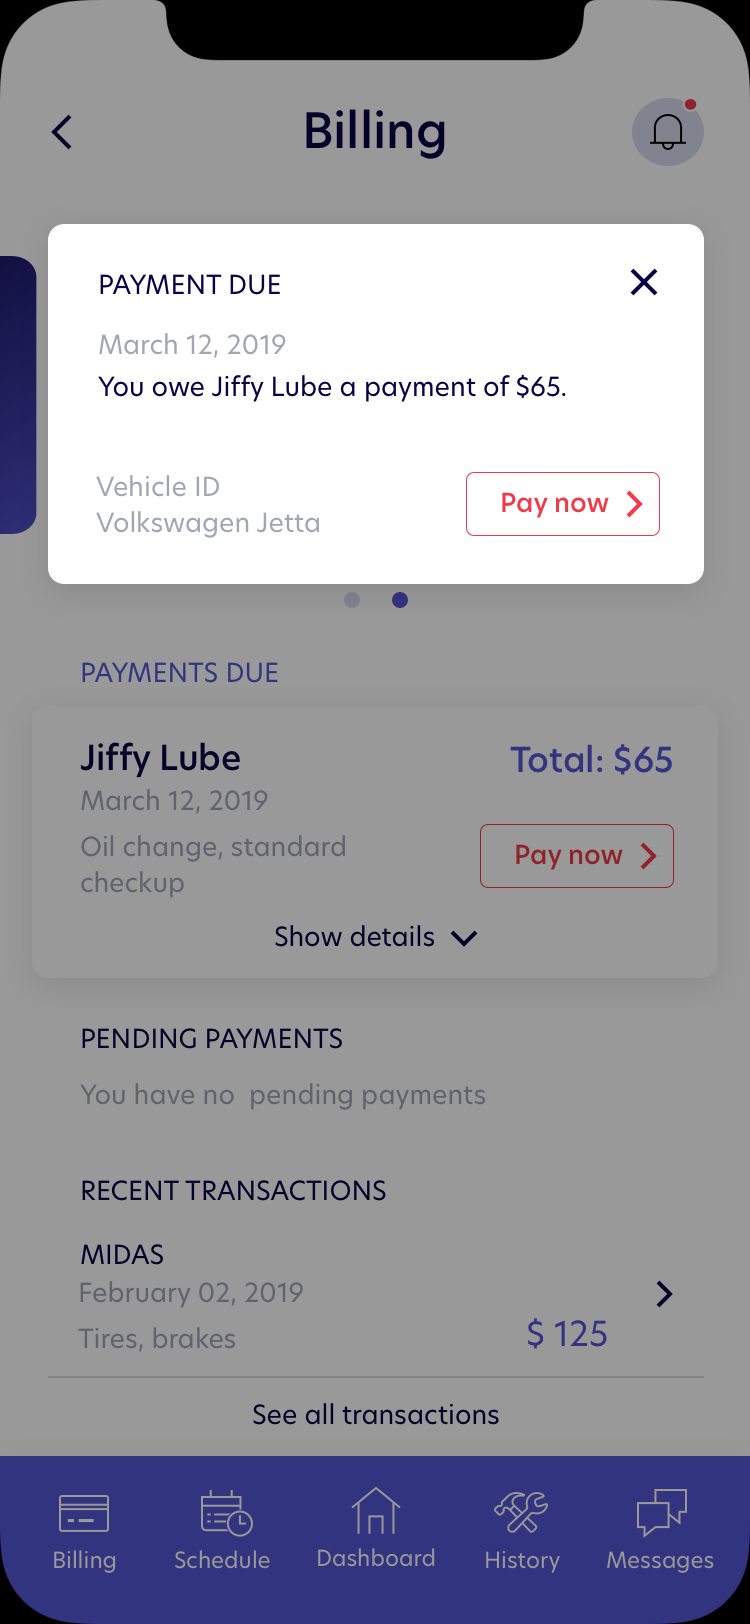 Billing
PAYMENT DUE
March 12, 2019
You owe Jiffy Lube a payment of $65.
Vehicle ID
Volkswagen Jetta
Pay now
PAYMENTS DUE
Jiffy Lube
Total: $65
March 12, 2019
Oil change, standard
checkup
Pay now
Show details
PENDING PAYMENTS
You have no  pending payments
RECENT TRANSACTIONS
MIDAS
February 02, 2019
Tires, brakes
$ 125
See all transactions
Billing
Schedule
Dashboard
History
Messages